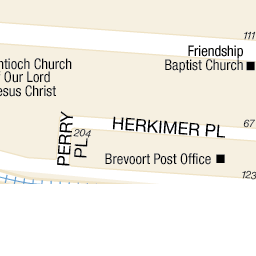 111
Friendship
Baptist Church
ntioch Church
f Our Lord
esus Christ
HERKIMER PL
67
PERRY
PL
204
Brevoort Post Office
123